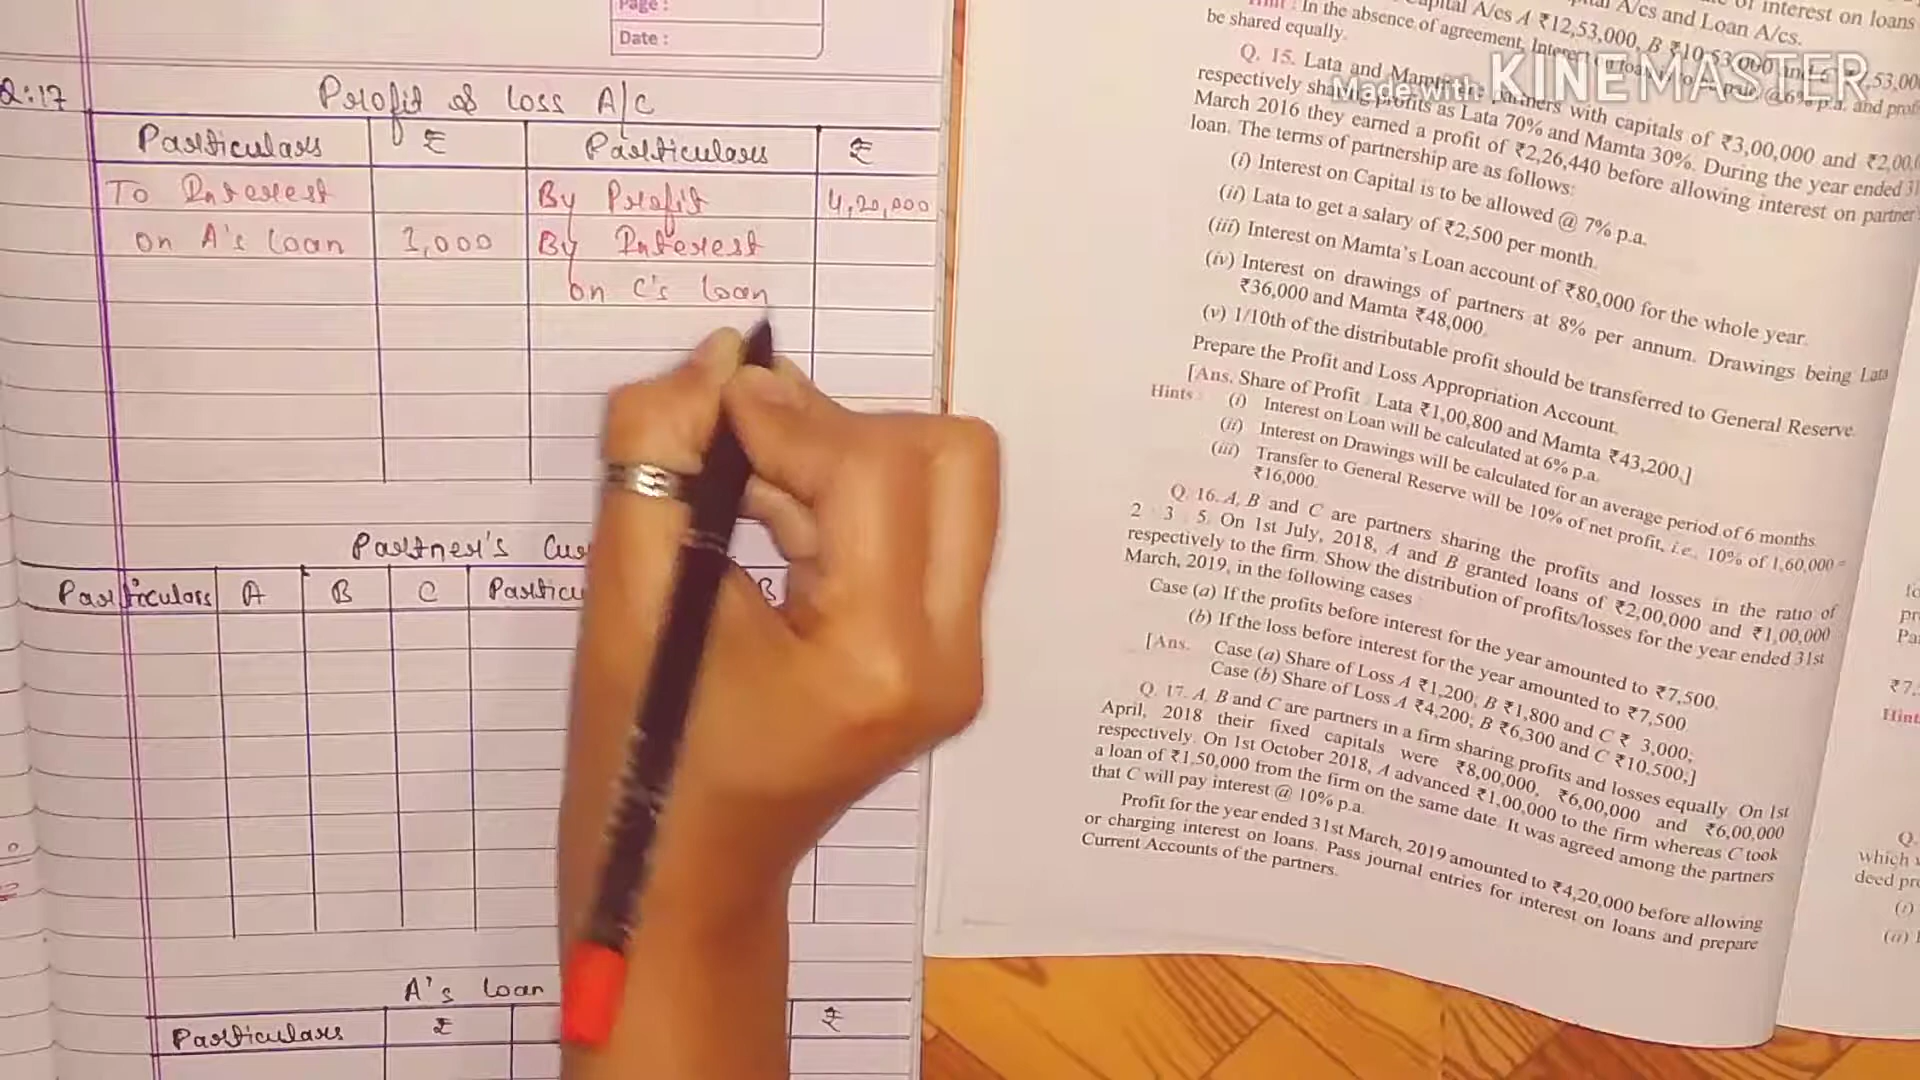 Page :
Date :
Q:17 Profit & Loss A/c
Particulars ₹ Particulars ₹
To Interest By Profit 4,20,000
on A's Loan 3,000 By Interest
on C's Loan
Partner's
Particulars A B C B
A's Loan
Particulars ₹ ₹
Made with KINEMASTER
be shared equally.
Q. 15. Lata and Mamta are partners with capitals of ₹3,00,000 and
respectively sharing profits as Lata 70% and Mamta 30%. During the year ended
March 2016 they earned a profit of ₹2,26,440 before allowing interest on partner
loan. The terms of partnership are as follows:
(i) Interest on Capital is to be allowed @ 7% p.a.
(ii) Lata to get a salary of ₹2,500 per month.
(iii) Interest on Mamta's Loan account of ₹80,000 for the whole year.
(iv) Interest on drawings of partners at 8% per annum. Drawings being Lata
₹36,000 and Mamta ₹48,000.
(v) 1/10th of the distributable profit should be transferred to General Reserve.
Prepare the Profit and Loss Appropriation Account.
[Ans. Share of Profit : Lata ₹1,00,800 and Mamta ₹43,200.]
Hints : (i) Interest on Loan will be calculated at 6% p.a.
(ii) Interest on Drawings will be calculated for an average period of 6 months.
(iii) Transfer to General Reserve will be 10% of net profit, i.e., 10% of 1,60,000 =
₹16,000.
Q. 16. A, B and C are partners sharing the profits and losses in the ratio of
2 : 3 : 5. On 1st July, 2018, A and B granted loans of ₹2,00,000 and ₹1,00,000
respectively to the firm. Show the distribution of profits/losses for the year ended 31st
March, 2019, in the following cases :
Case (a) If the profits before interest for the year amounted to ₹7,500.
(b) If the loss before interest for the year amounted to ₹7,500
[Ans. Case (a) Share of Loss A ₹1,200; B ₹1,800 and C ₹ 3,000;
Case (b) Share of Loss A ₹4,200; B ₹6,300 and C ₹10,500;]
Q. 17. A, B and C are partners in a firm sharing profits and losses equally. On 1st
April, 2018 their fixed capitals were ₹8,00,000, ₹6,00,000 and ₹6,00,000
respectively. On 1st October 2018, A advanced ₹1,00,000 to the firm whereas C took
a loan of ₹1,50,000 from the firm on the same date. It was agreed among the partners
that C will pay interest @ 10% p.a.
Profit for the year ended 31st March, 2019 amounted to ₹4,20,000 before allowing
or charging interest on loans. Pass journal entries for interest on loans and prepare
Current Accounts of the partners.